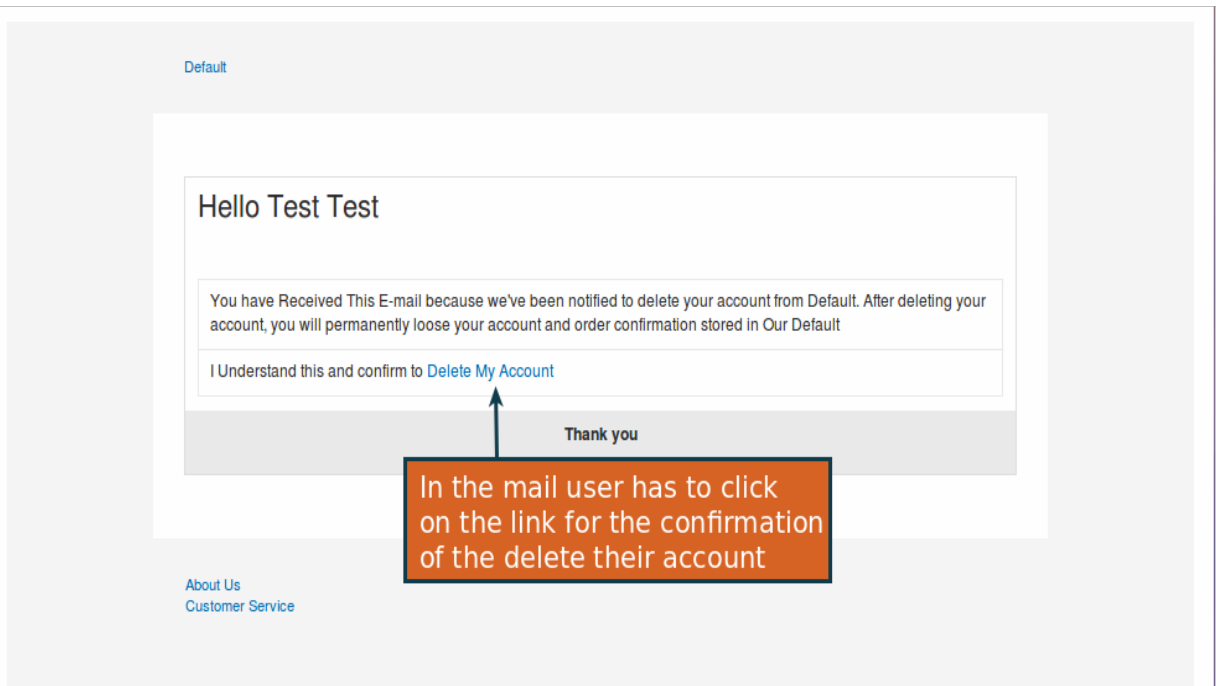 Default
Hello Test Test
You have Received This E-mail because we've been notified to delete your account from Default. After deleting your
account, you will permanently loose your account and order confirmation stored in Our Default
I Understand this and confirm to Delete My Account
Thank you
In the mail user has to click
on the link for the confirmation
of the delete their account
About Us
Customer Service